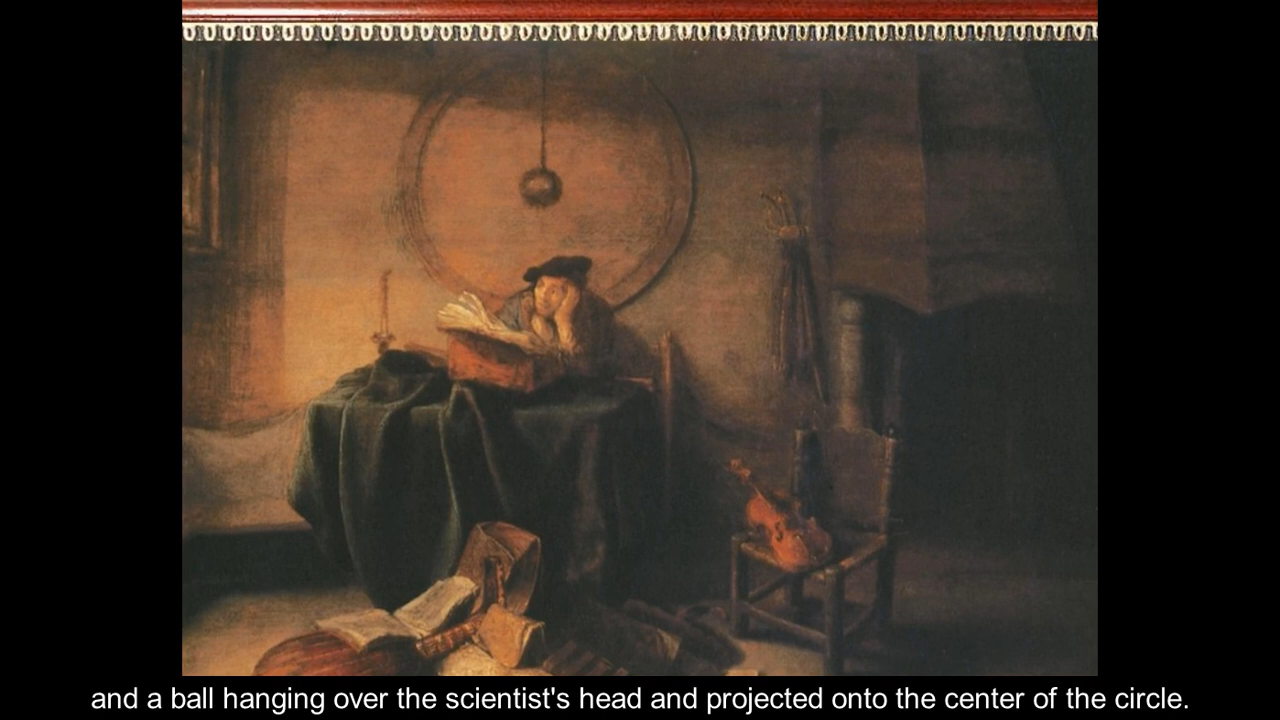 and a ball hanging over the scientist's head and projected onto the center of the circle.